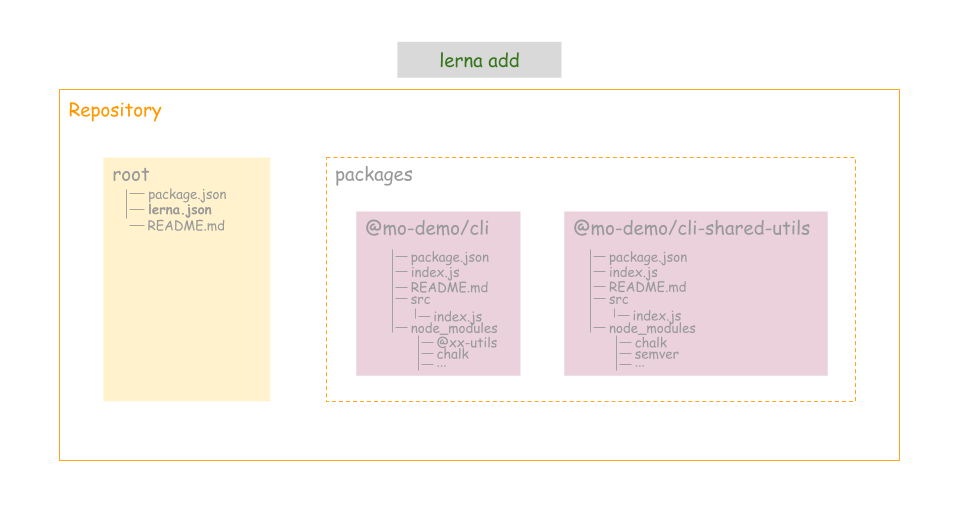 lerna add
Repository
root
package.json
lerna.json
README.md
packages
@mo-demo/cli
package.json
index.js
README.md
src
index.js
node_modules
@xx-utils
chalk
...
@mo-demo/cli-shared-utils
package.json
index.js
README.md
src
index.js
node_modules
chalk
semver
...